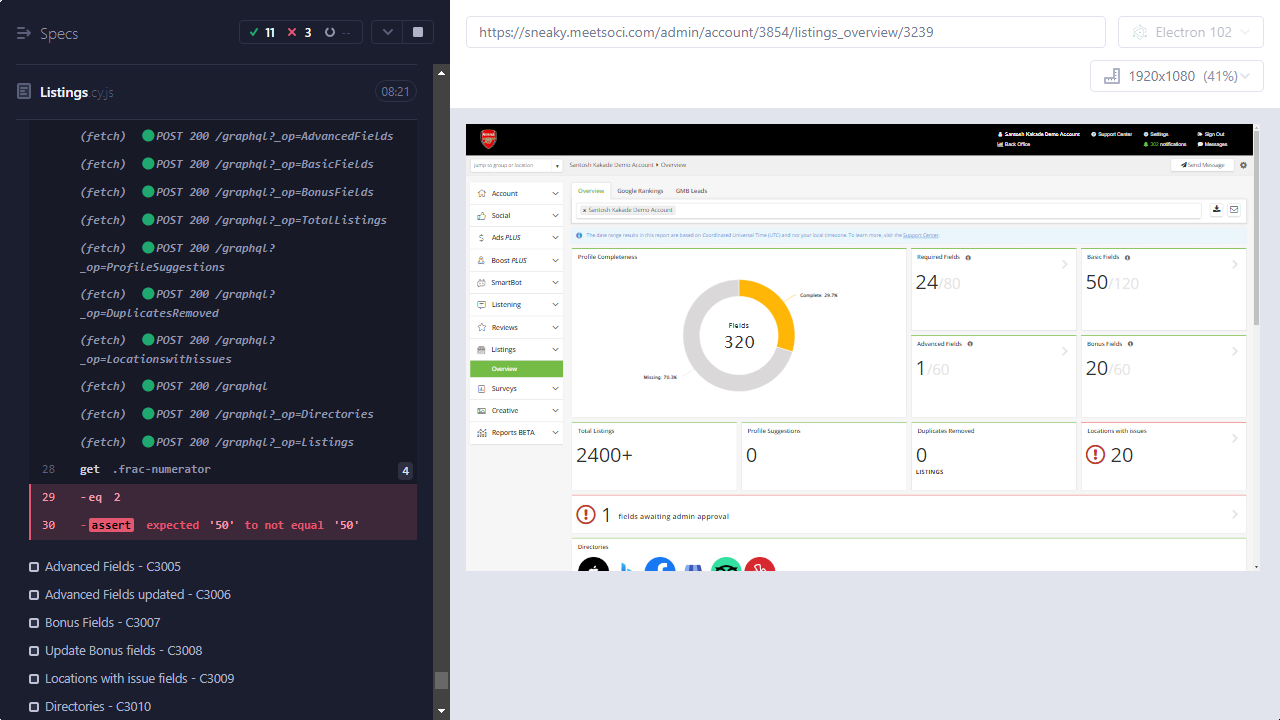 Specs
11
3
--
Listings.cy.js
08:21
(fetch) POST 200 /graphql?_op=AdvancedFields
(fetch) POST 200 /graphql?_op=BasicFields
(fetch) POST 200 /graphql?_op=BonusFields
(fetch) POST 200 /graphql?_op=TotalListings
(fetch) POST 200 /graphql?
_op=ProfileSuggestions
(fetch) POST 200 /graphql?
_op=DuplicatesRemoved
(fetch) POST 200 /graphql?
_op=Locationswithissues
(fetch) POST 200 /graphql
(fetch) POST 200 /graphql?_op=Directories
(fetch) POST 200 /graphql?_op=Listings
28 get .frac-numerator 4
29 -eq 2
30 -assert expected '50' to not equal '50'
Advanced Fields - C3005
Advanced Fields updated - C3006
Bonus Fields - C3007
Update Bonus fields - C3008
Locations with issue fields - C3009
Directories - C3010
https://sneaky.meetsoci.com/admin/account/3854/listings_overview/3239
Electron 102
1920x1080 (41%)
Santosh Kakade Demo Account
Support Center
Settings
Sign Out
Back Office
302 notifications
Messages
Jump to group or location
Santosh Kakade Demo Account
Overview
Send Message
Account
Social
Ads PLUS
Boost PLUS
SmartBot
Listening
Reviews
Listings
Overview
Surveys
Creative
Reports BETA
Overview
Google Rankings
GMB Leads
× Santosh Kakade Demo Account
The date range results in this report are based on Coordinated Universal Time (UTC) and not your local timezone. To learn more, visit the Support Center.
Profile Completeness
Complete: 29.7%
Fields
320
Missing: 70.3%
Required Fields
24/80
Basic Fields
50/120
Advanced Fields
1/60
Bonus Fields
20/60
Total Listings
2400+
Profile Suggestions
0
Duplicates Removed
0
LISTINGS
Locations with issues
20
1 fields awaiting admin approval
Directories